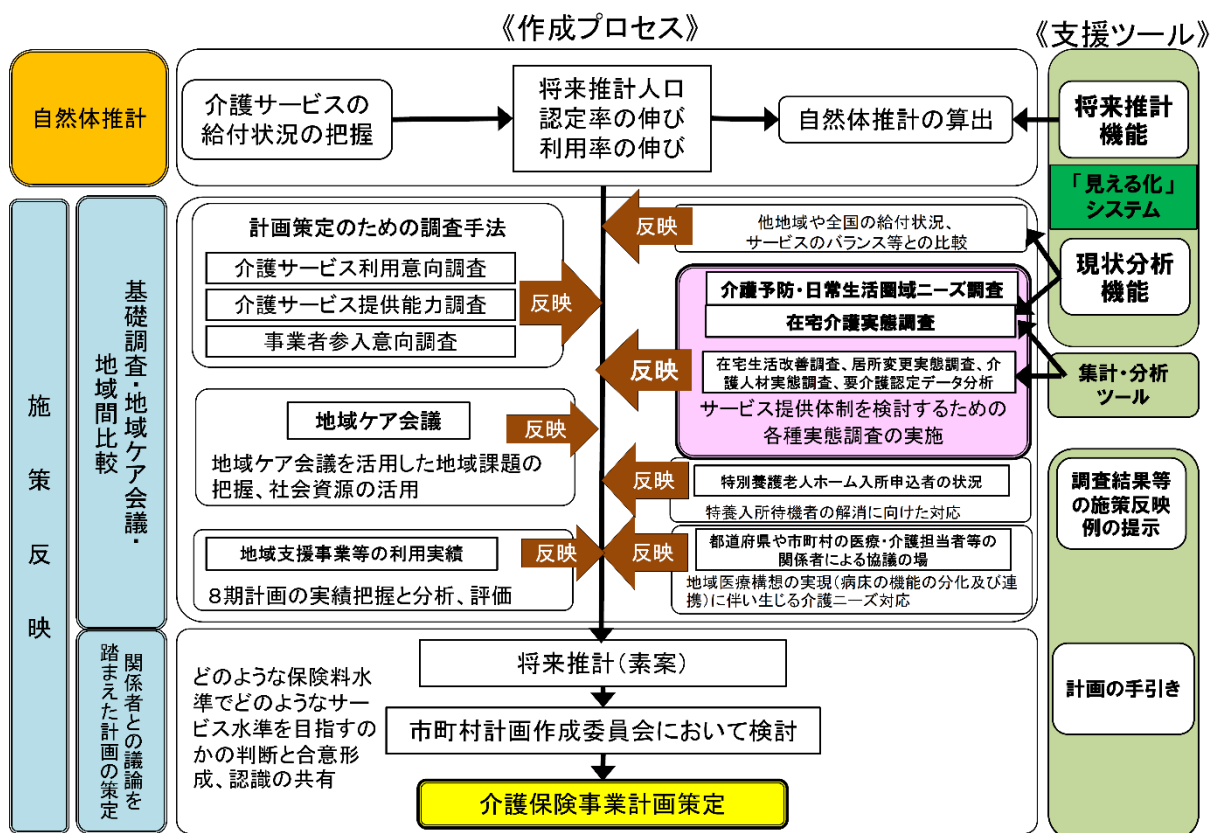 《作成プロセス》
《支援ツール》
自然体推計
介護サービスの
給付状況の把握
将来推計人口
認定率の伸び
利用率の伸び
自然体推計の算出
将来推計
機能
「見える化」
システム
現状分析
機能
集計・分析
ツール
調査結果等
の施策反映
例の提示
計画の手引き
施策反映
基礎調査・地域ケア会議・
地域間比較
計画策定のための調査手法
介護サービス利用意向調査
介護サービス提供能力調査
事業者参入意向調査
反映
反映
他地域や全国の給付状況、
サービスのバランス等との比較
介護予防・日常生活圏域ニーズ調査
在宅介護実態調査
反映
在宅生活改善調査、居所変更実態調査、介
護人材実態調査、要介護認定データ分析
サービス提供体制を検討するための
各種実態調査の実施
地域ケア会議
反映
地域ケア会議を活用した地域課題の
把握、社会資源の活用
反映
特別養護老人ホーム入所申込者の状況
特養入所待機者の解消に向けた対応
地域支援事業等の利用実績
反映
8期計画の実績把握と分析、評価
反映
都道府県や市町村の医療・介護担当者等の
関係者による協議の場
地域医療構想の実現(病床の機能の分化及び連
携)に伴い生じる介護ニーズ対応
関係者との議論を
踏まえた計画の策定
どのような保険料水
準でどのようなサー
ビス水準を目指すの
かの判断と合意形
成、認識の共有
将来推計(素案)
市町村計画作成委員会において検討
介護保険事業計画策定